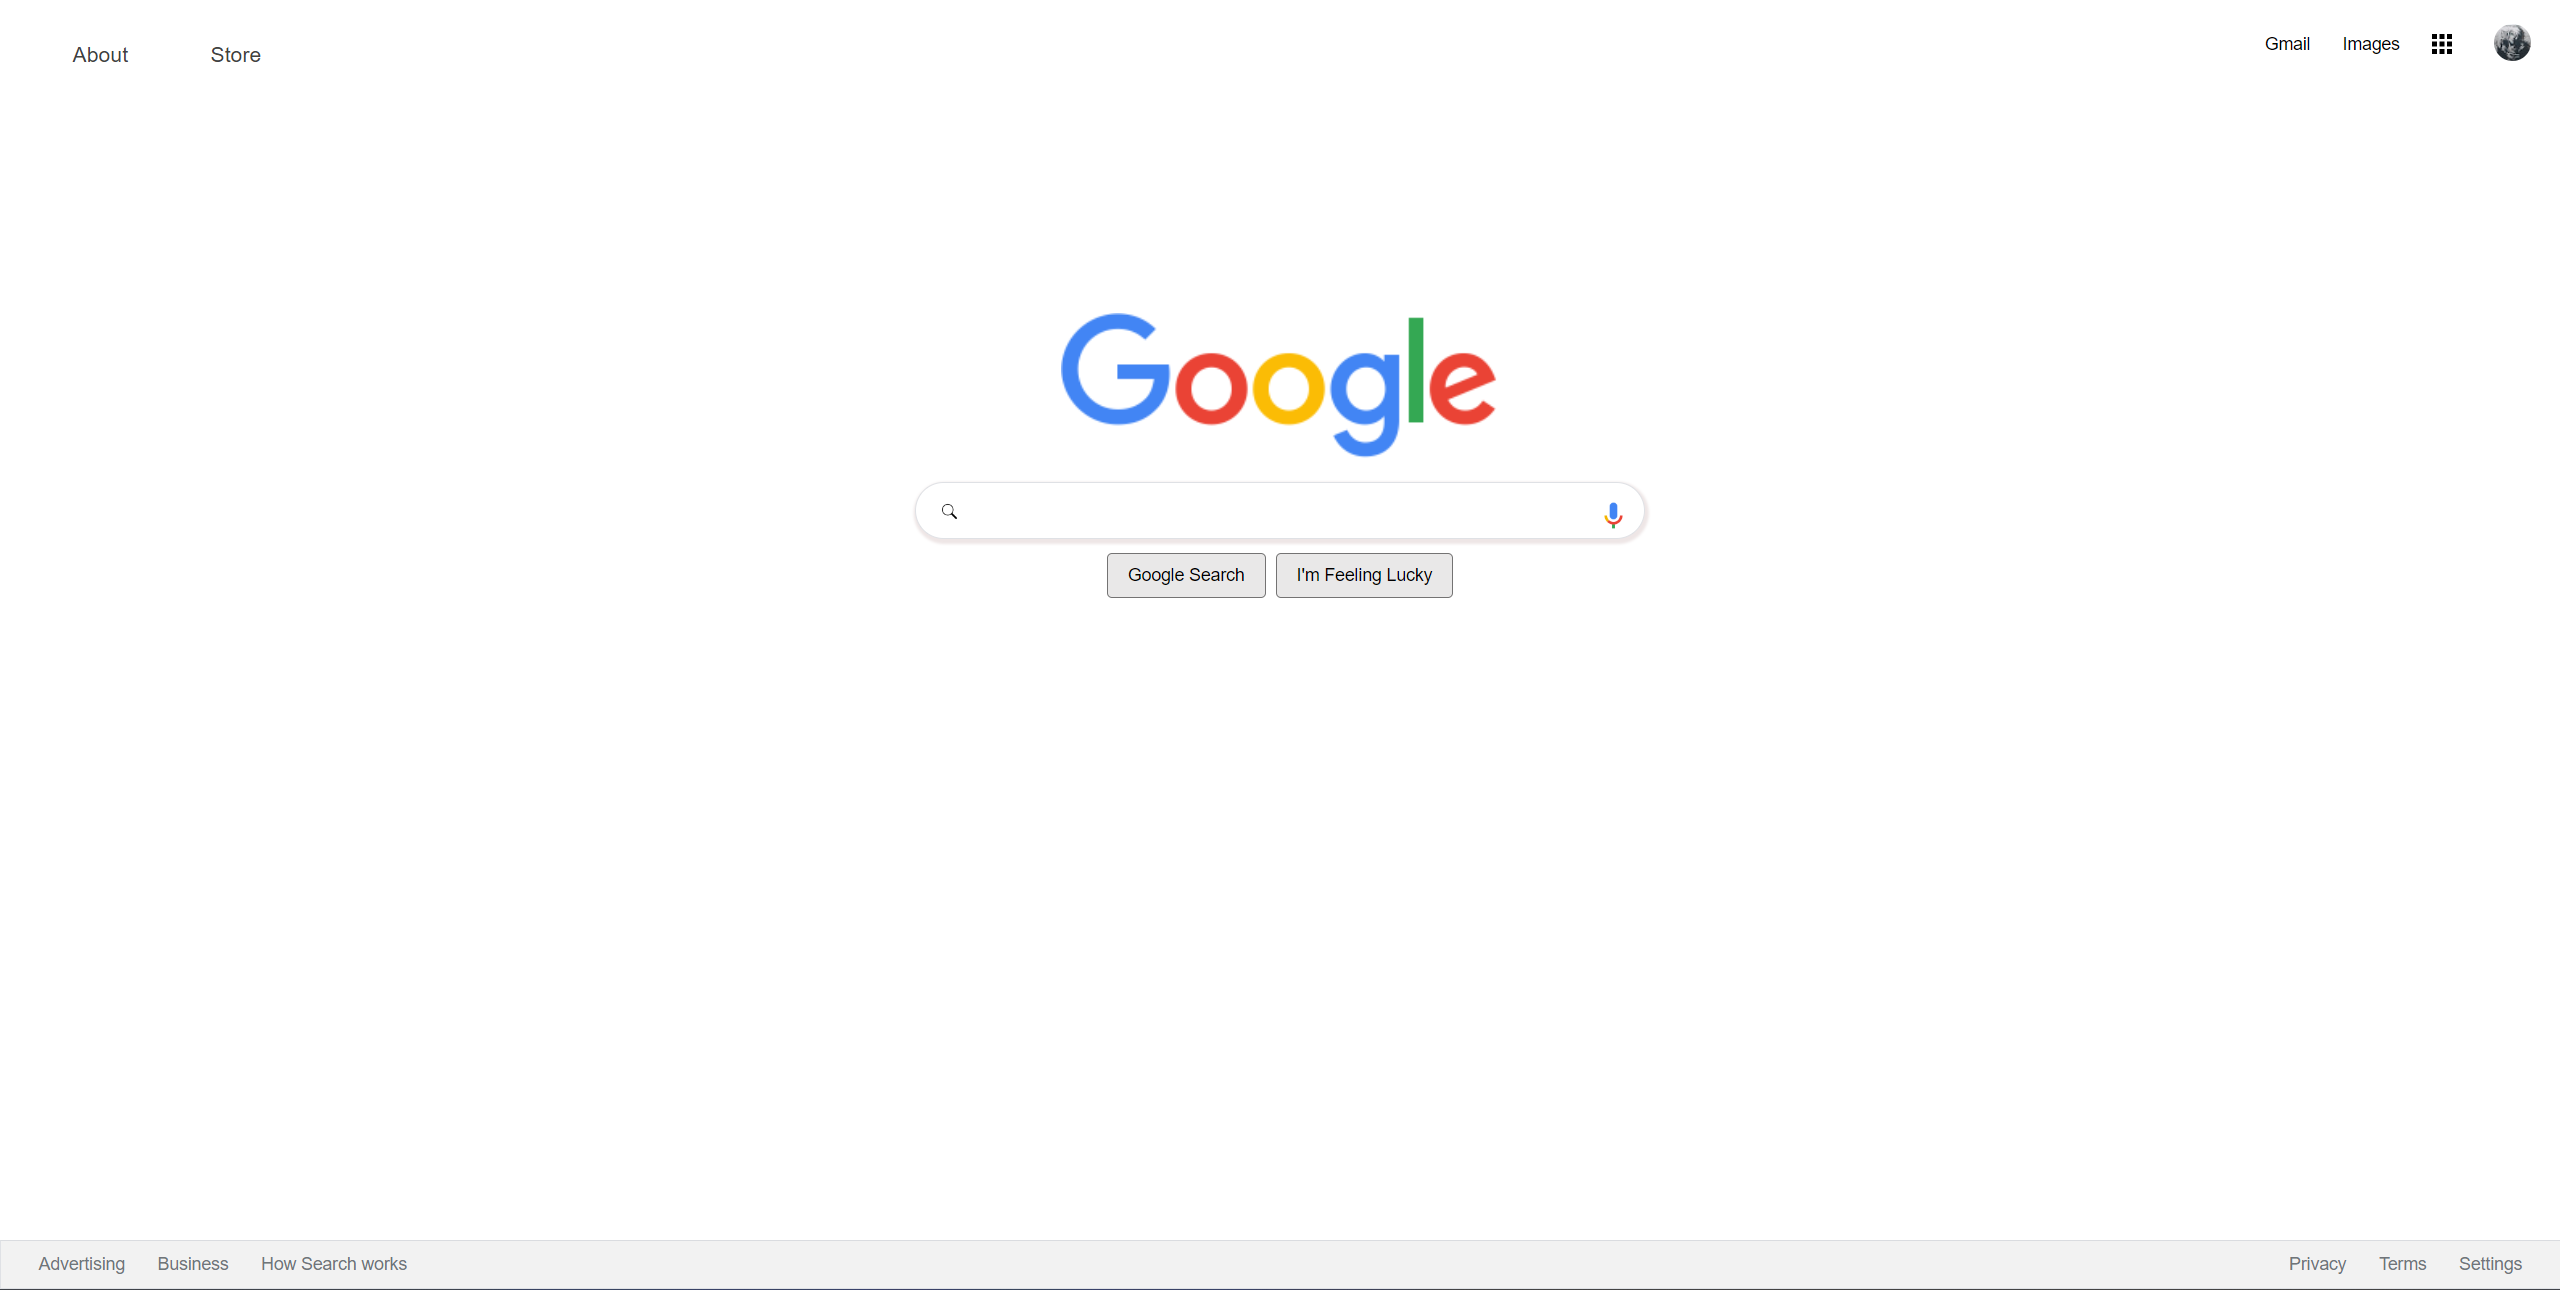 About Store Gmail Images
Google
Google Search I'm Feeling Lucky
Advertising Business How Search works Privacy Terms Settings